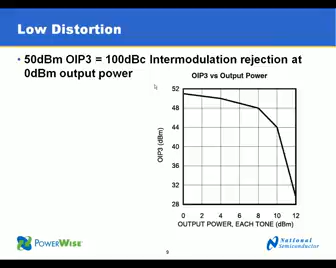 Low Distortion
• 50dBm OIP3 = 100dBc Intermodulation rejection at
0dBm output power
OIP3 vs Output Power
52
48
44
40
36
32
28
OIP3 (dBm)
0 2 4 6 8 10 12
OUTPUT POWER, EACH TONE (dBm)
POWERWISE
9
National
Semiconductor